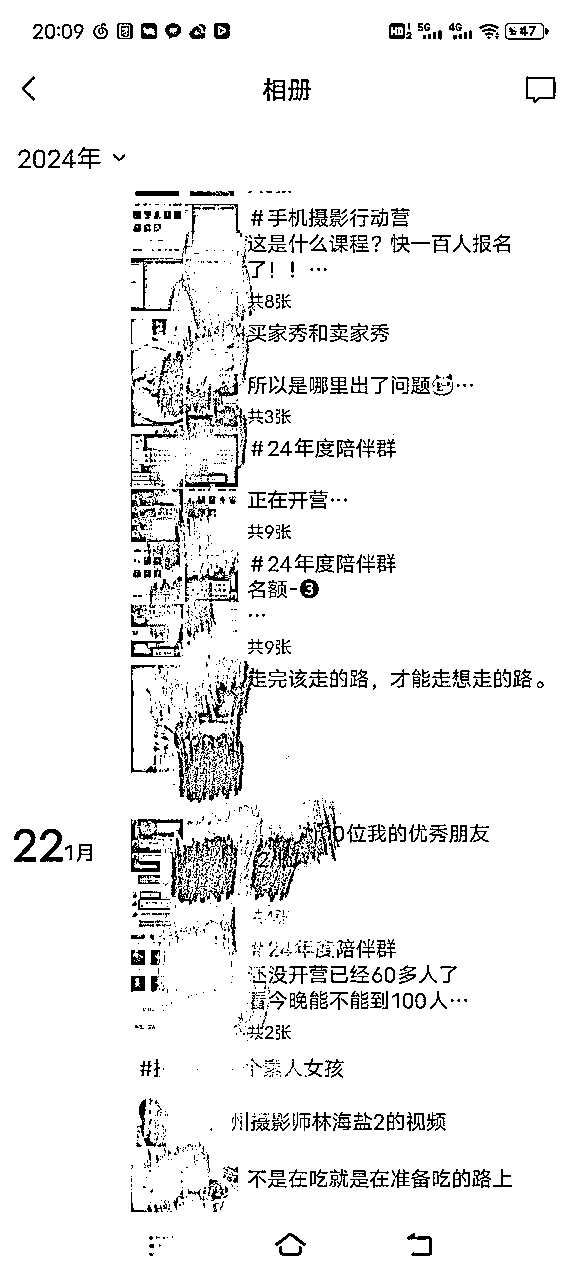 20:09
HD 5G 4G 47
相册
2024年
#手机摄影行动营
这是什么课程？快一百人报名
了！！…
共8张
买家秀和卖家秀
所以是哪里出了问题…
共3张
#24年度陪伴群
正在开营…
共9张
#24年度陪伴群
名额-❸
…
共9张
走完该走的路，才能走想走的路。
22 1月
00位我的优秀朋友
#24年度陪伴群
还没开营已经60多人了
看今晚能不能到100人…
共2张
个素人女孩
州摄影师林海盐2的视频
不是在吃就是在准备吃的路上